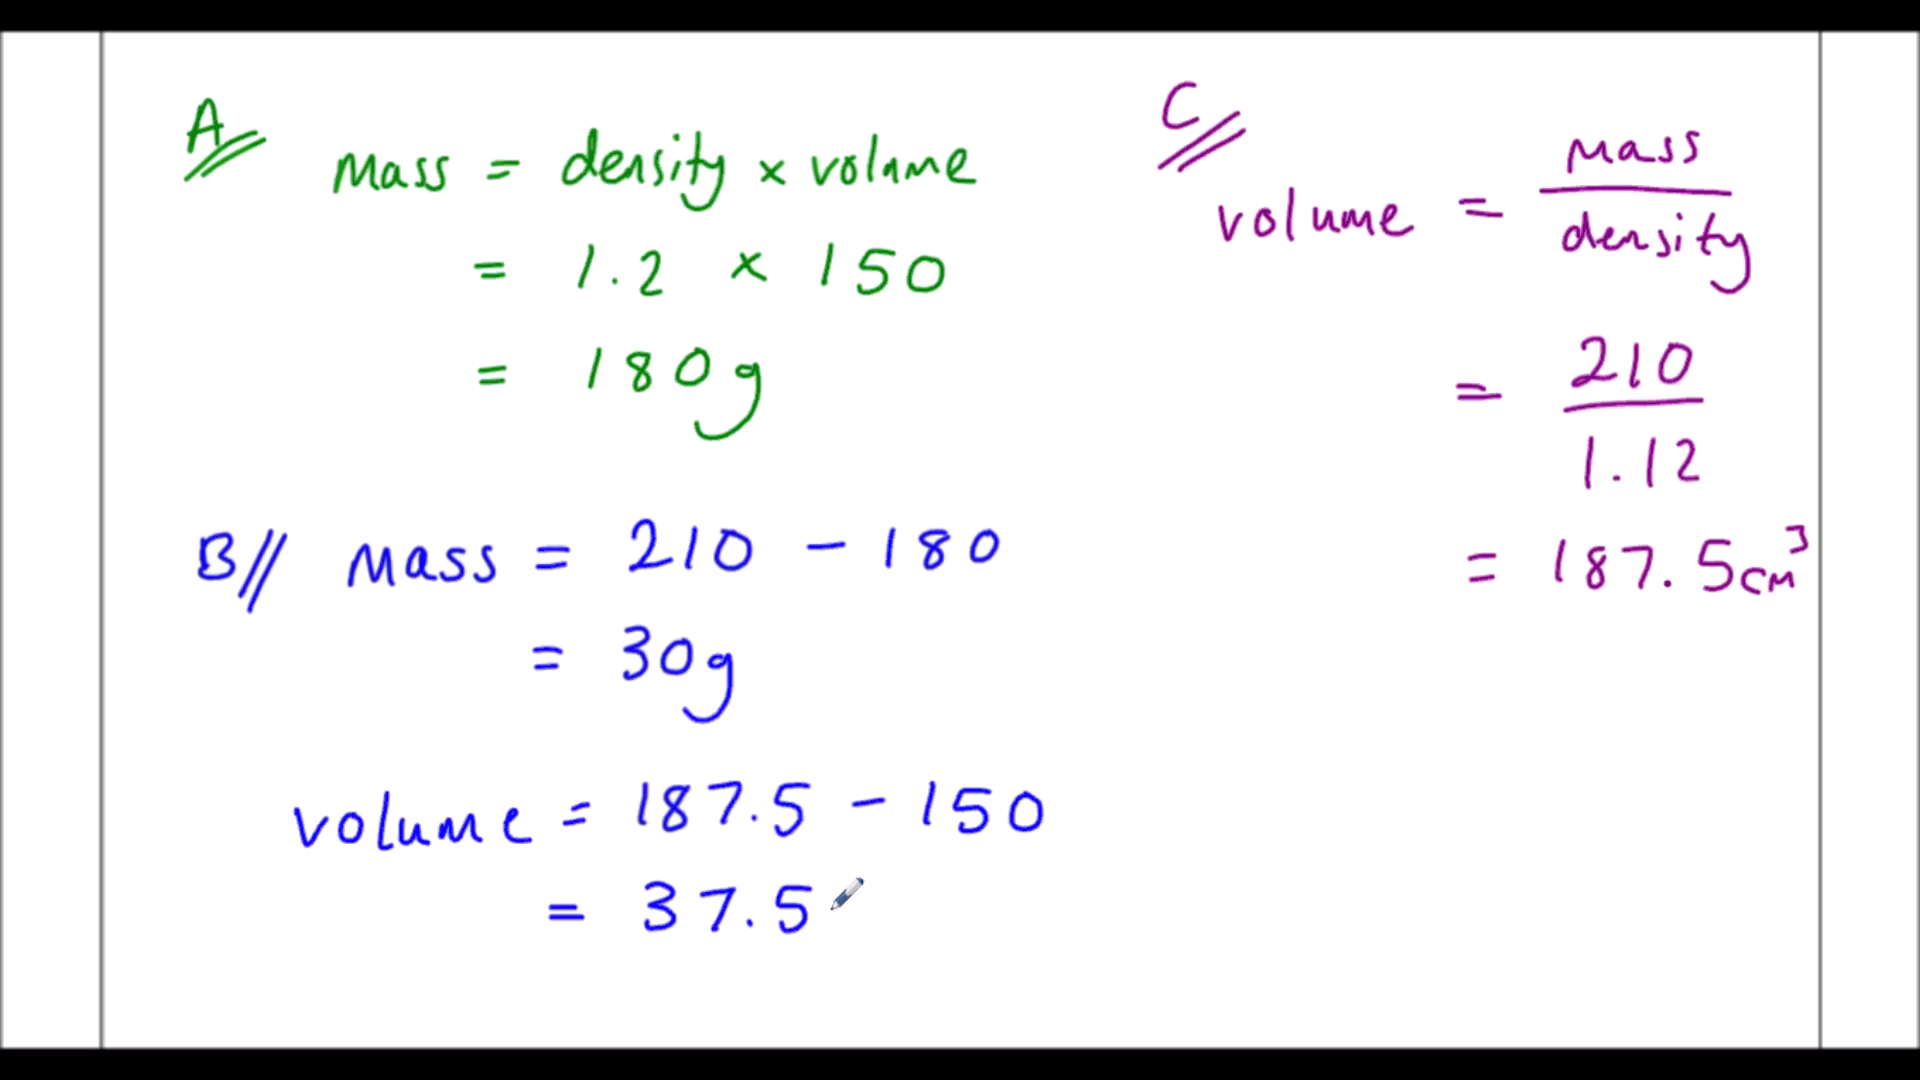 A
mass = density × volume
= 1.2 × 150
= 180g
B mass = 210 - 180
= 30g
volume = 187.5 - 150
= 37.5
C
volume = mass
density
= 210
1.12
= 187.5cm³